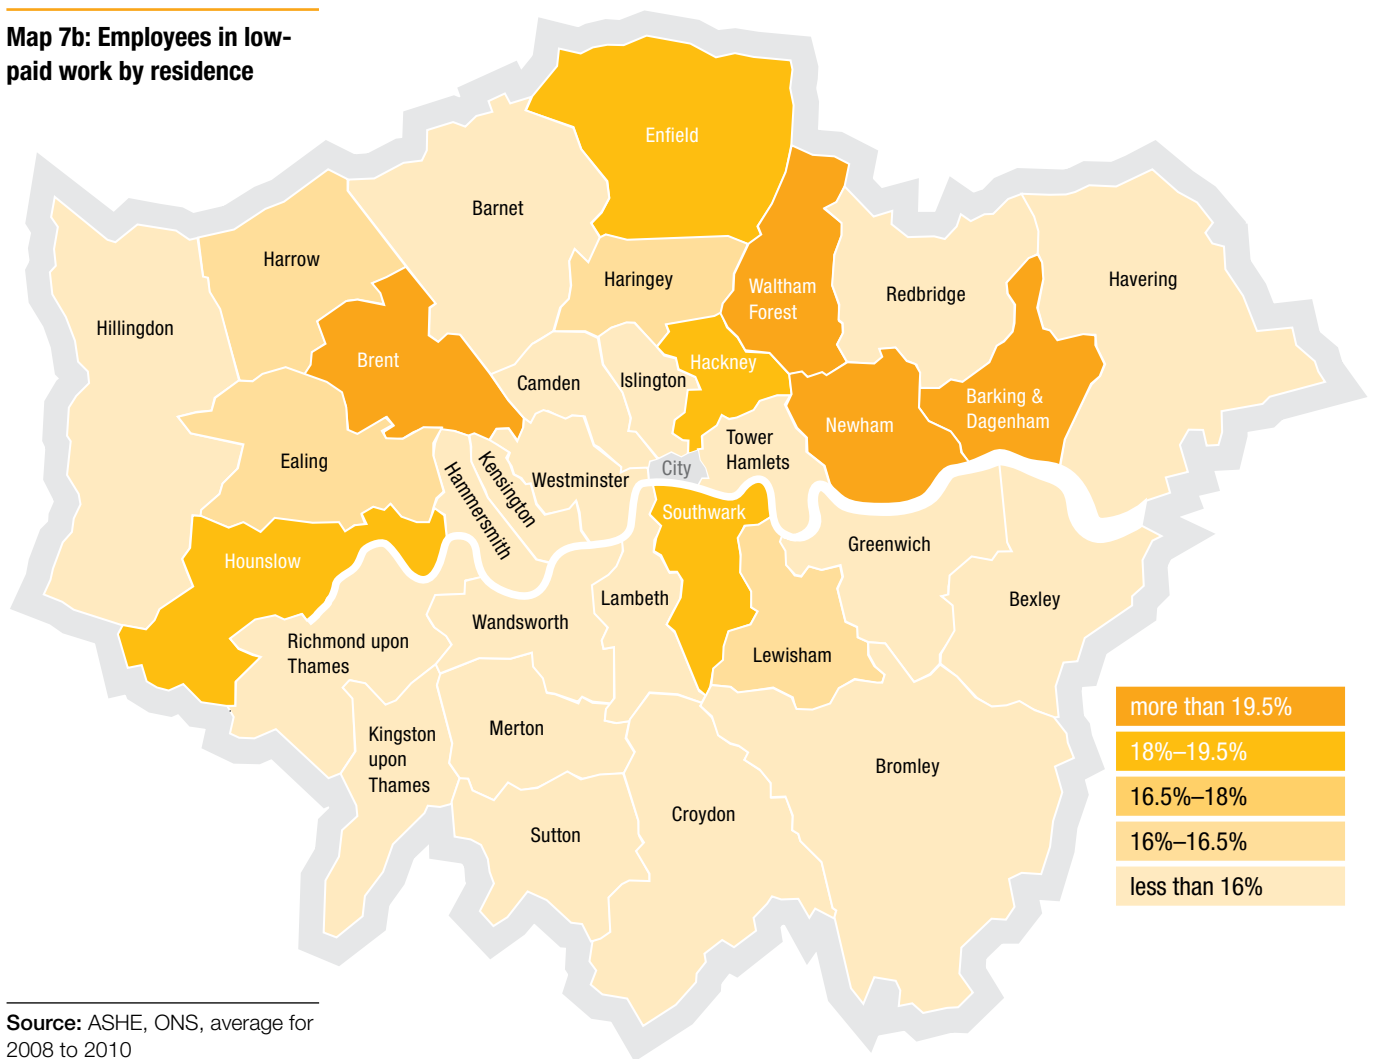 Map 7b: Employees in low-
paid work by residence
Enfield
Barnet
Harrow
Haringey
Waltham
Forest
Redbridge
Havering
Hillingdon
Brent
Hackney
Camden
Islington
Barking &
Dagenham
Newham
Tower
Hamlets
Ealing
City
Westminster
Kensington
Hammersmith
Southwark
Greenwich
Hounslow
Lambeth
Bexley
Wandsworth
Richmond upon
Thames
Lewisham
Merton
Kingston
upon
Thames
Bromley
Croydon
Sutton
more than 19.5%
18%–19.5%
16.5%–18%
16%–16.5%
less than 16%
Source: ASHE, ONS, average for
2008 to 2010